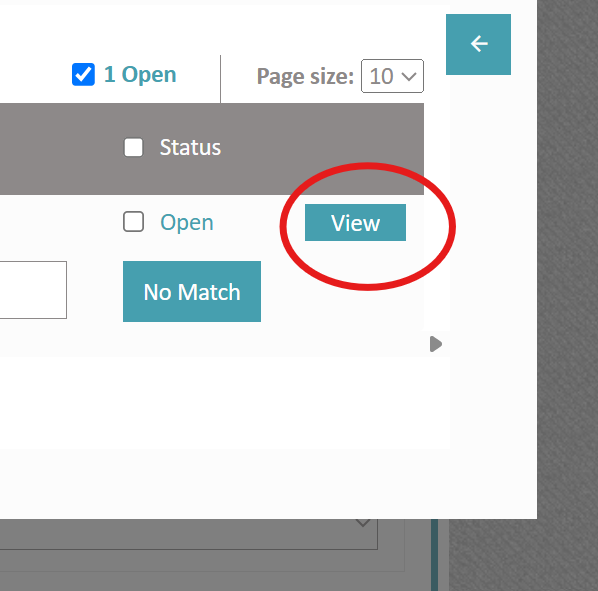 1 Open
Page size: 10
Status
Open View
No Match